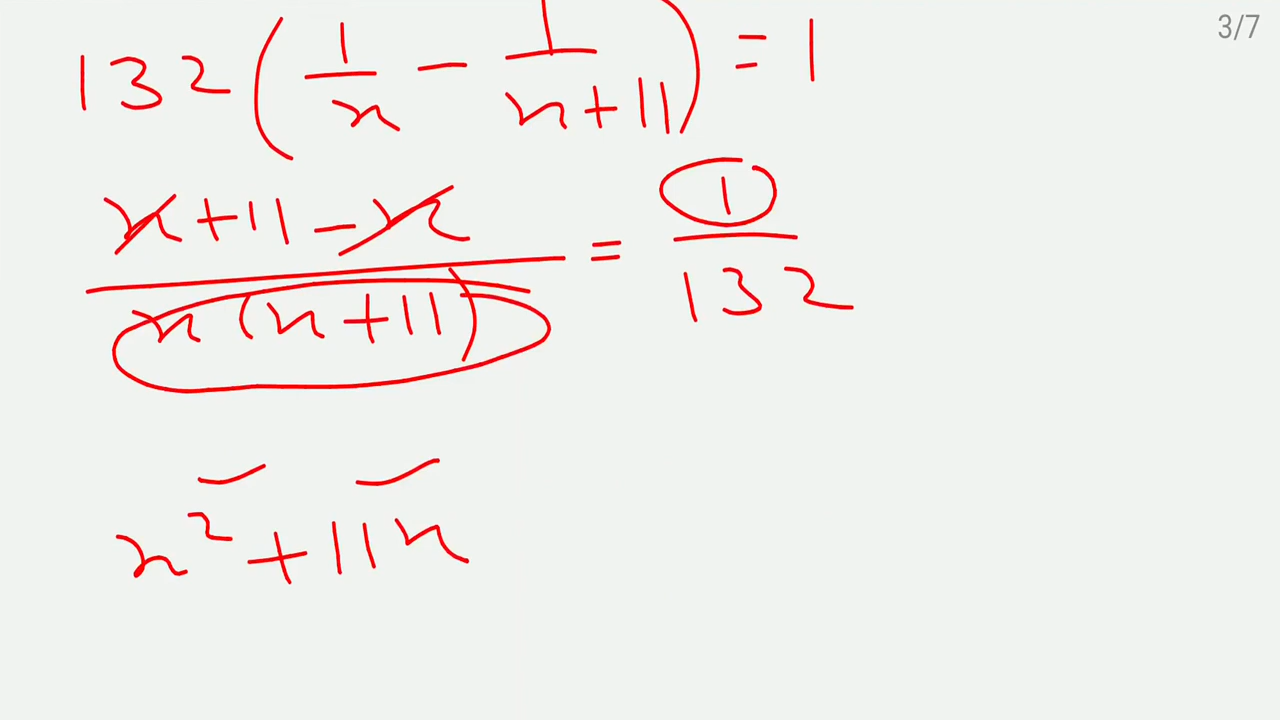 3/7
132 (1/x - 1/(x+11)) = 1
(x+11-x)/(x(x+11)) = 1/132
x² + 11x